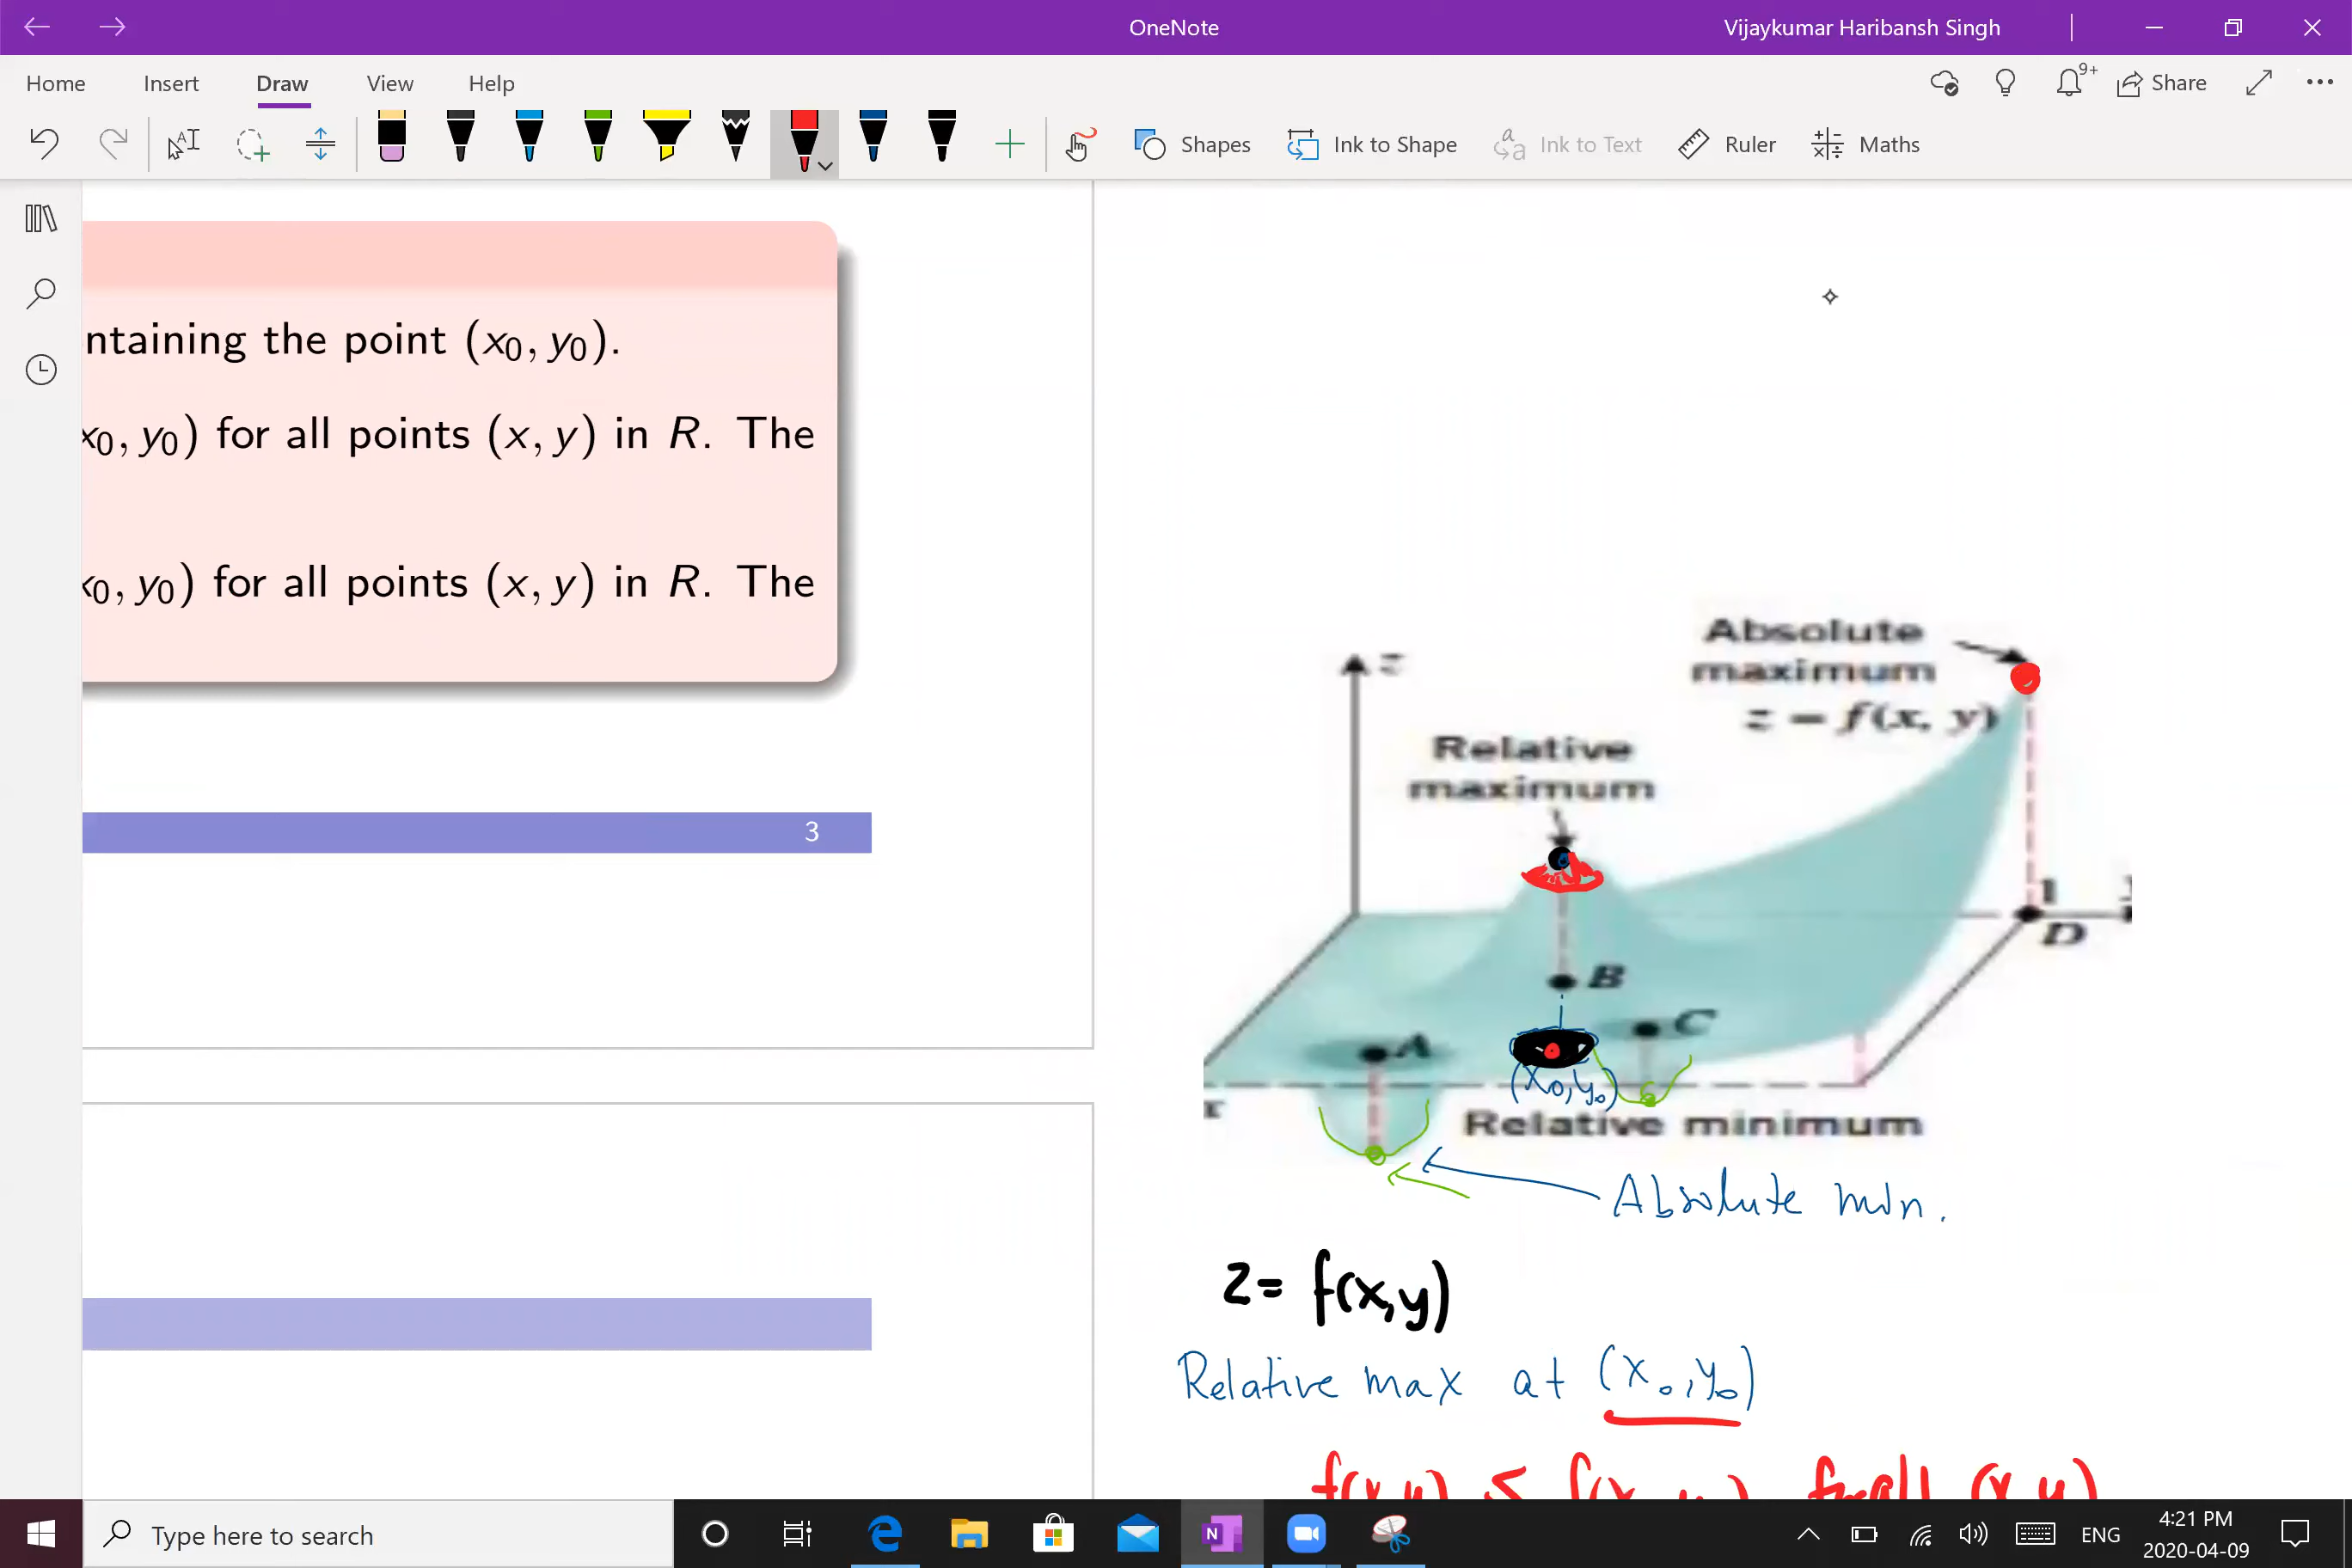 OneNote
Vijaykumar Haribansh Singh
Home Insert Draw View Help
9+
Share
Shapes
Ink to Shape
Ink to Text
Ruler
Maths
ntaining the point (x₀, y₀).
x₀, y₀) for all points (x, y) in R. The
x₀, y₀) for all points (x, y) in R. The
3
Absolute
maximum
z = f(x, y)
z
Relative
maximum
1
D
B
C
A
(x₀, y₀)
x
Relative minimum
Absolute min.
z = f(x,y)
Relative max at (x₀, y₀)
Type here to search
ENG
4:21 PM
2020-04-09